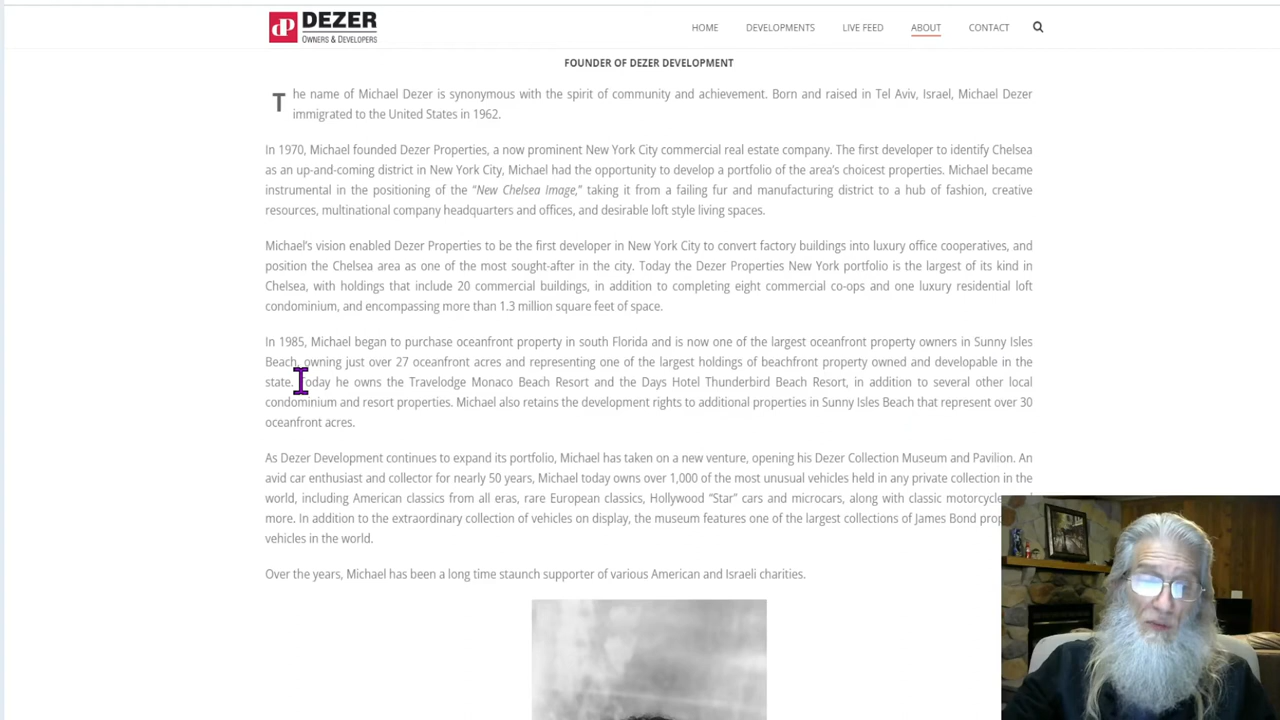 dP DEZER
OWNERS & DEVELOPERS
HOME DEVELOPMENTS LIVE FEED ABOUT CONTACT
FOUNDER OF DEZER DEVELOPMENT
The name of Michael Dezer is synonymous with the spirit of community and achievement. Born and raised in Tel Aviv, Israel, Michael Dezer
immigrated to the United States in 1962.
In 1970, Michael founded Dezer Properties, a now prominent New York City commercial real estate company. The first developer to identify Chelsea
as an up-and-coming district in New York City, Michael had the opportunity to develop a portfolio of the area's choicest properties. Michael became
instrumental in the positioning of the “New Chelsea Image,” taking it from a failing fur and manufacturing district to a hub of fashion, creative
resources, multinational company headquarters and offices, and desirable loft style living spaces.
Michael's vision enabled Dezer Properties to be the first developer in New York City to convert factory buildings into luxury office cooperatives, and
position the Chelsea area as one of the most sought-after in the city. Today the Dezer Properties New York portfolio is the largest of its kind in
Chelsea, with holdings that include 20 commercial buildings, in addition to completing eight commercial co-ops and one luxury residential loft
condominium, and encompassing more than 1.3 million square feet of space.
In 1985, Michael began to purchase oceanfront property in south Florida and is now one of the largest oceanfront property owners in Sunny Isles
Beach, owning just over 27 oceanfront acres and representing one of the largest holdings of beachfront property owned and developable in the
state. Today he owns the Travelodge Monaco Beach Resort and the Days Hotel Thunderbird Beach Resort, in addition to several other local
condominium and resort properties. Michael also retains the development rights to additional properties in Sunny Isles Beach that represent over 30
oceanfront acres.
As Dezer Development continues to expand its portfolio, Michael has taken on a new venture, opening his Dezer Collection Museum and Pavilion. An
avid car enthusiast and collector for nearly 50 years, Michael today owns over 1,000 of the most unusual vehicles held in any private collection in the
world, including American classics from all eras, rare European classics, Hollywood “Star” cars and microcars, along with classic motorcycle
more. In addition to the extraordinary collection of vehicles on display, the museum features one of the largest collections of James Bond
vehicles in the world.
Over the years, Michael has been a long time staunch supporter of various American and Israeli charities.